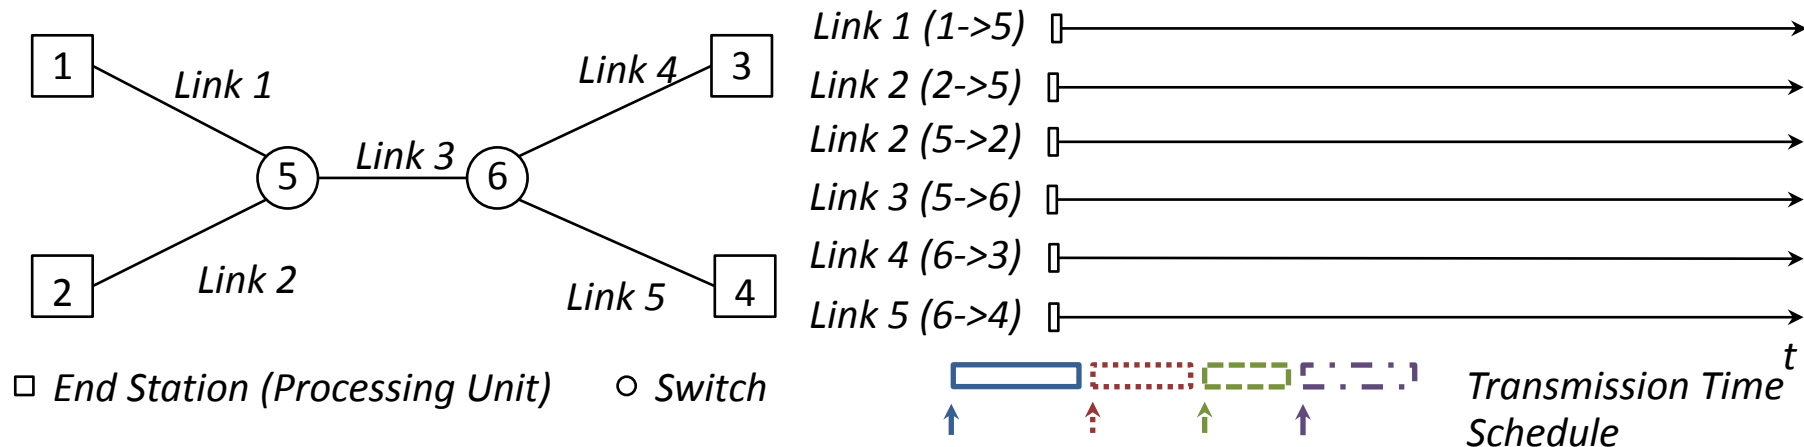 1
Link 1
Link 4
3
5
Link 3
6
2
Link 2
Link 5
4
End Station (Processing Unit)
Switch
Link 1 (1->5)
Link 2 (2->5)
Link 2 (5->2)
Link 3 (5->6)
Link 4 (6->3)
Link 5 (6->4)
t
Transmission Time
Schedule